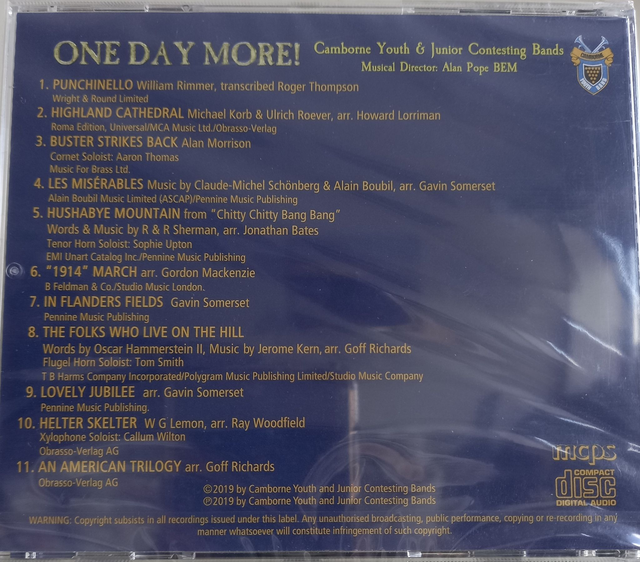 ONE DAY MORE! Camborne Youth & Junior Contesting Bands
Musical Director: Alan Pope BEM
1. PUNCHINELLO William Rimmer, transcribed Roger Thompson
Wright & Round Limited
2. HIGHLAND CATHEDRAL Michael Korb & Ulrich Roever, arr. Howard Lorriman
Roma Edition, Universal/MCA Music Ltd./Obrasso-Verlag
3. BUSTER STRIKES BACK Alan Morrison
Cornet Soloist: Aaron Thomas
Music For Brass Ltd.
4. LES MISÉRABLES Music by Claude-Michel Schönberg & Alain Boubil, arr. Gavin Somerset
Alain Boubil Music Limited (ASCAP)/Pennine Music Publishing
5. HUSHABYE MOUNTAIN from "Chitty Chitty Bang Bang"
Words & Music by R & R Sherman, arr. Jonathan Bates
Tenor Horn Soloist: Sophie Upton
EMI Unart Catalog Inc./Pennine Music Publishing
6. "1914" MARCH arr. Gordon Mackenzie
B Feldman & Co./Studio Music London.
7. IN FLANDERS FIELDS Gavin Somerset
Pennine Music Publishing
8. THE FOLKS WHO LIVE ON THE HILL
Words by Oscar Hammerstein II, Music by Jerome Kern, arr. Goff Richards
Flugel Horn Soloist: Tom Smith
T B Harms Company Incorporated/Polygram Music Publishing Limited/Studio Music Company
9. LOVELY JUBILEE arr. Gavin Somerset
Pennine Music Publishing.
10. HELTER SKELTER W G Lemon, arr. Ray Woodfield
Xylophone Soloist: Callum Wilton
Obrasso-Verlag AG
11. AN AMERICAN TRILOGY arr. Goff Richards
Obrasso-Verlag AG
mcps
COMPACT
disc
DIGITAL AUDIO
©2019 by Camborne Youth and Junior Contesting Bands
℗2019 by Camborne Youth and Junior Contesting Bands
WARNING: Copyright subsists in all recordings issued under this label. Any unauthorised broadcasting, public performance, copying or re-recording in any
manner whatsoever will constitute infringement of such copyright.